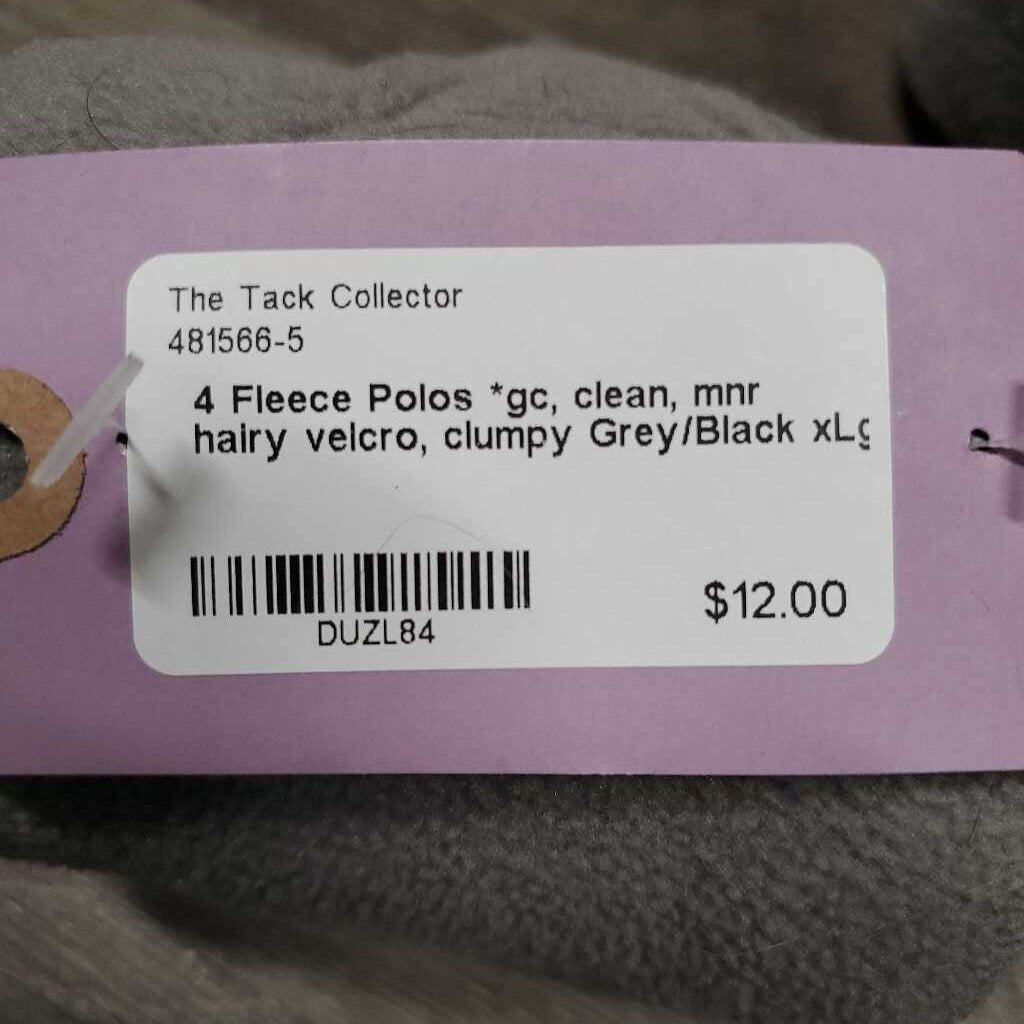 The Tack Collector
481566-5
4 Fleece Polos *gc, clean, mnr
hairy velcro, clumpy Grey/Black xLg
DUZL84
$12.00